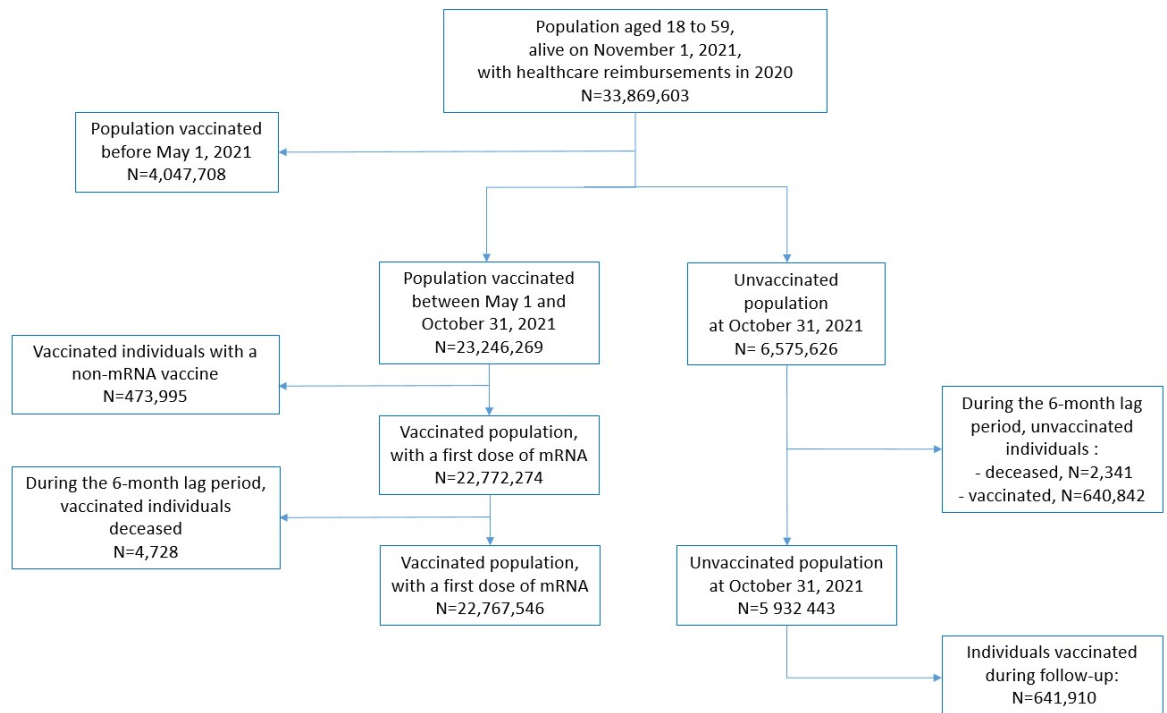 Population aged 18 to 59,
alive on November 1, 2021,
with healthcare reimbursements in 2020
N=33,869,603
Population vaccinated
before May 1, 2021
N=4,047,708
Population vaccinated
between May 1 and
October 31, 2021
N=23,246,269
Unvaccinated
population
at October 31, 2021
N= 6,575,626
Vaccinated individuals with a
non-mRNA vaccine
N=473,995
During the 6-month lag
period, unvaccinated
individuals :
- deceased, N=2,341
- vaccinated, N=640,842
Vaccinated population,
with a first dose of mRNA
N=22,772,274
During the 6-month lag period,
vaccinated individuals
deceased
N=4,728
Vaccinated population,
with a first dose of mRNA
N=22,767,546
Unvaccinated population
at October 31, 2021
N=5 932 443
Individuals vaccinated
during follow-up:
N=641,910